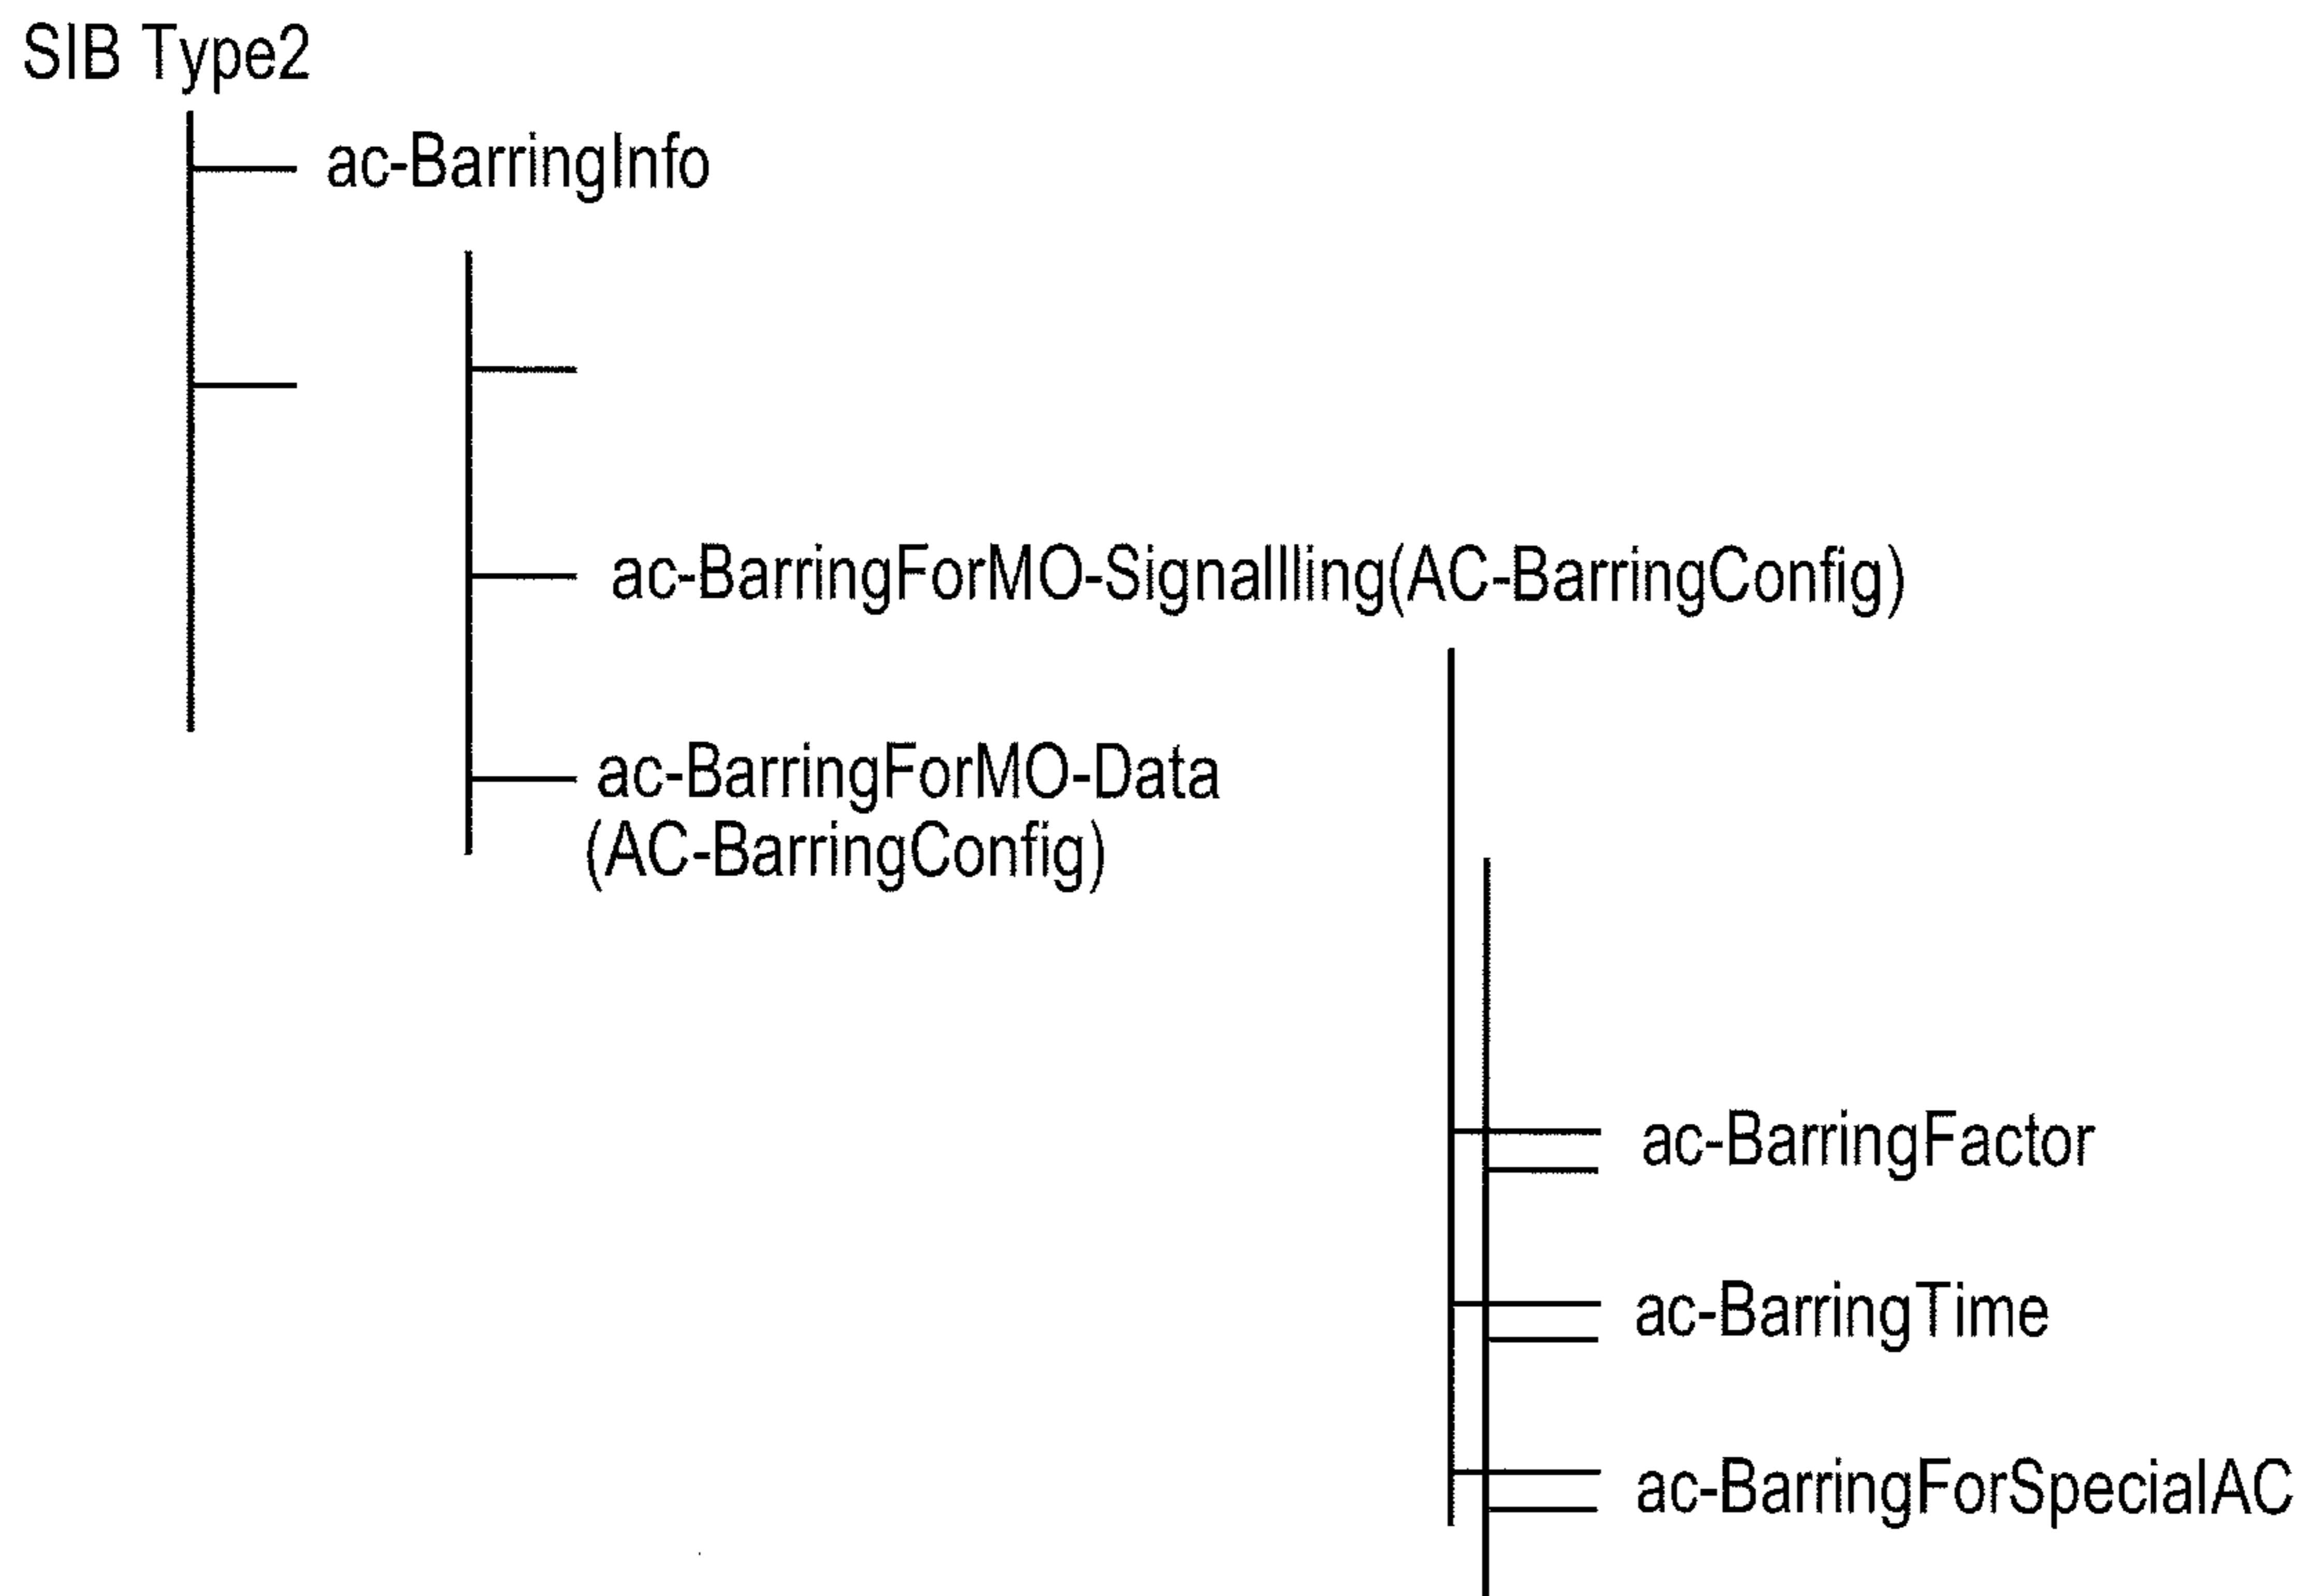 SIB Type2
ac-BarringInfo
ac-BarringForMO-Signallling(AC-BarringConfig)
ac-BarringForMO-Data
(AC-BarringConfig)
ac-BarringFactor
ac-BarringTime
ac-BarringForSpecialAC